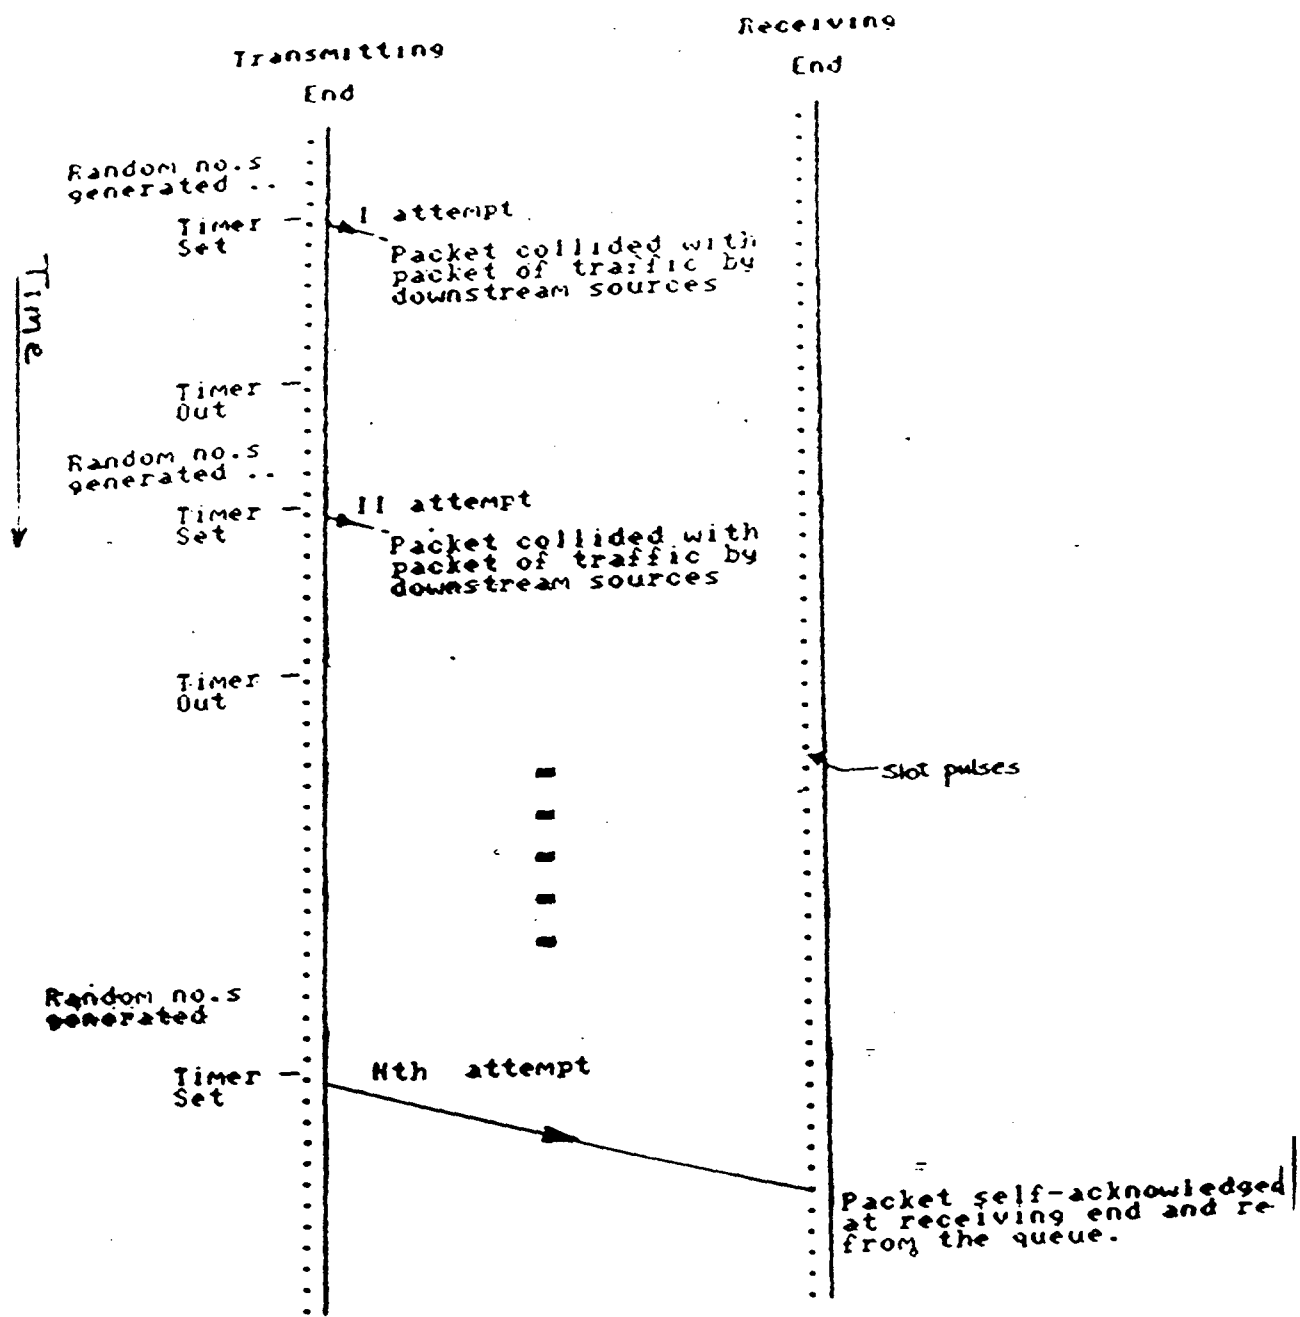 Transmitting
End
Receiving
End
Random no.s
generated ..
Timer
Set
I attempt
Packet collided with
packet of traffic by
downstream sources
Time
Timer
Out
Random no.s
generated ..
Timer
Set
II attempt
Packet collided with
packet of traffic by
downstream sources
Timer
Out
Slot pulses
Random no.s
generated
Timer
Set
Nth attempt
Packet self-acknowledged
at receiving end and re-
from the queue.